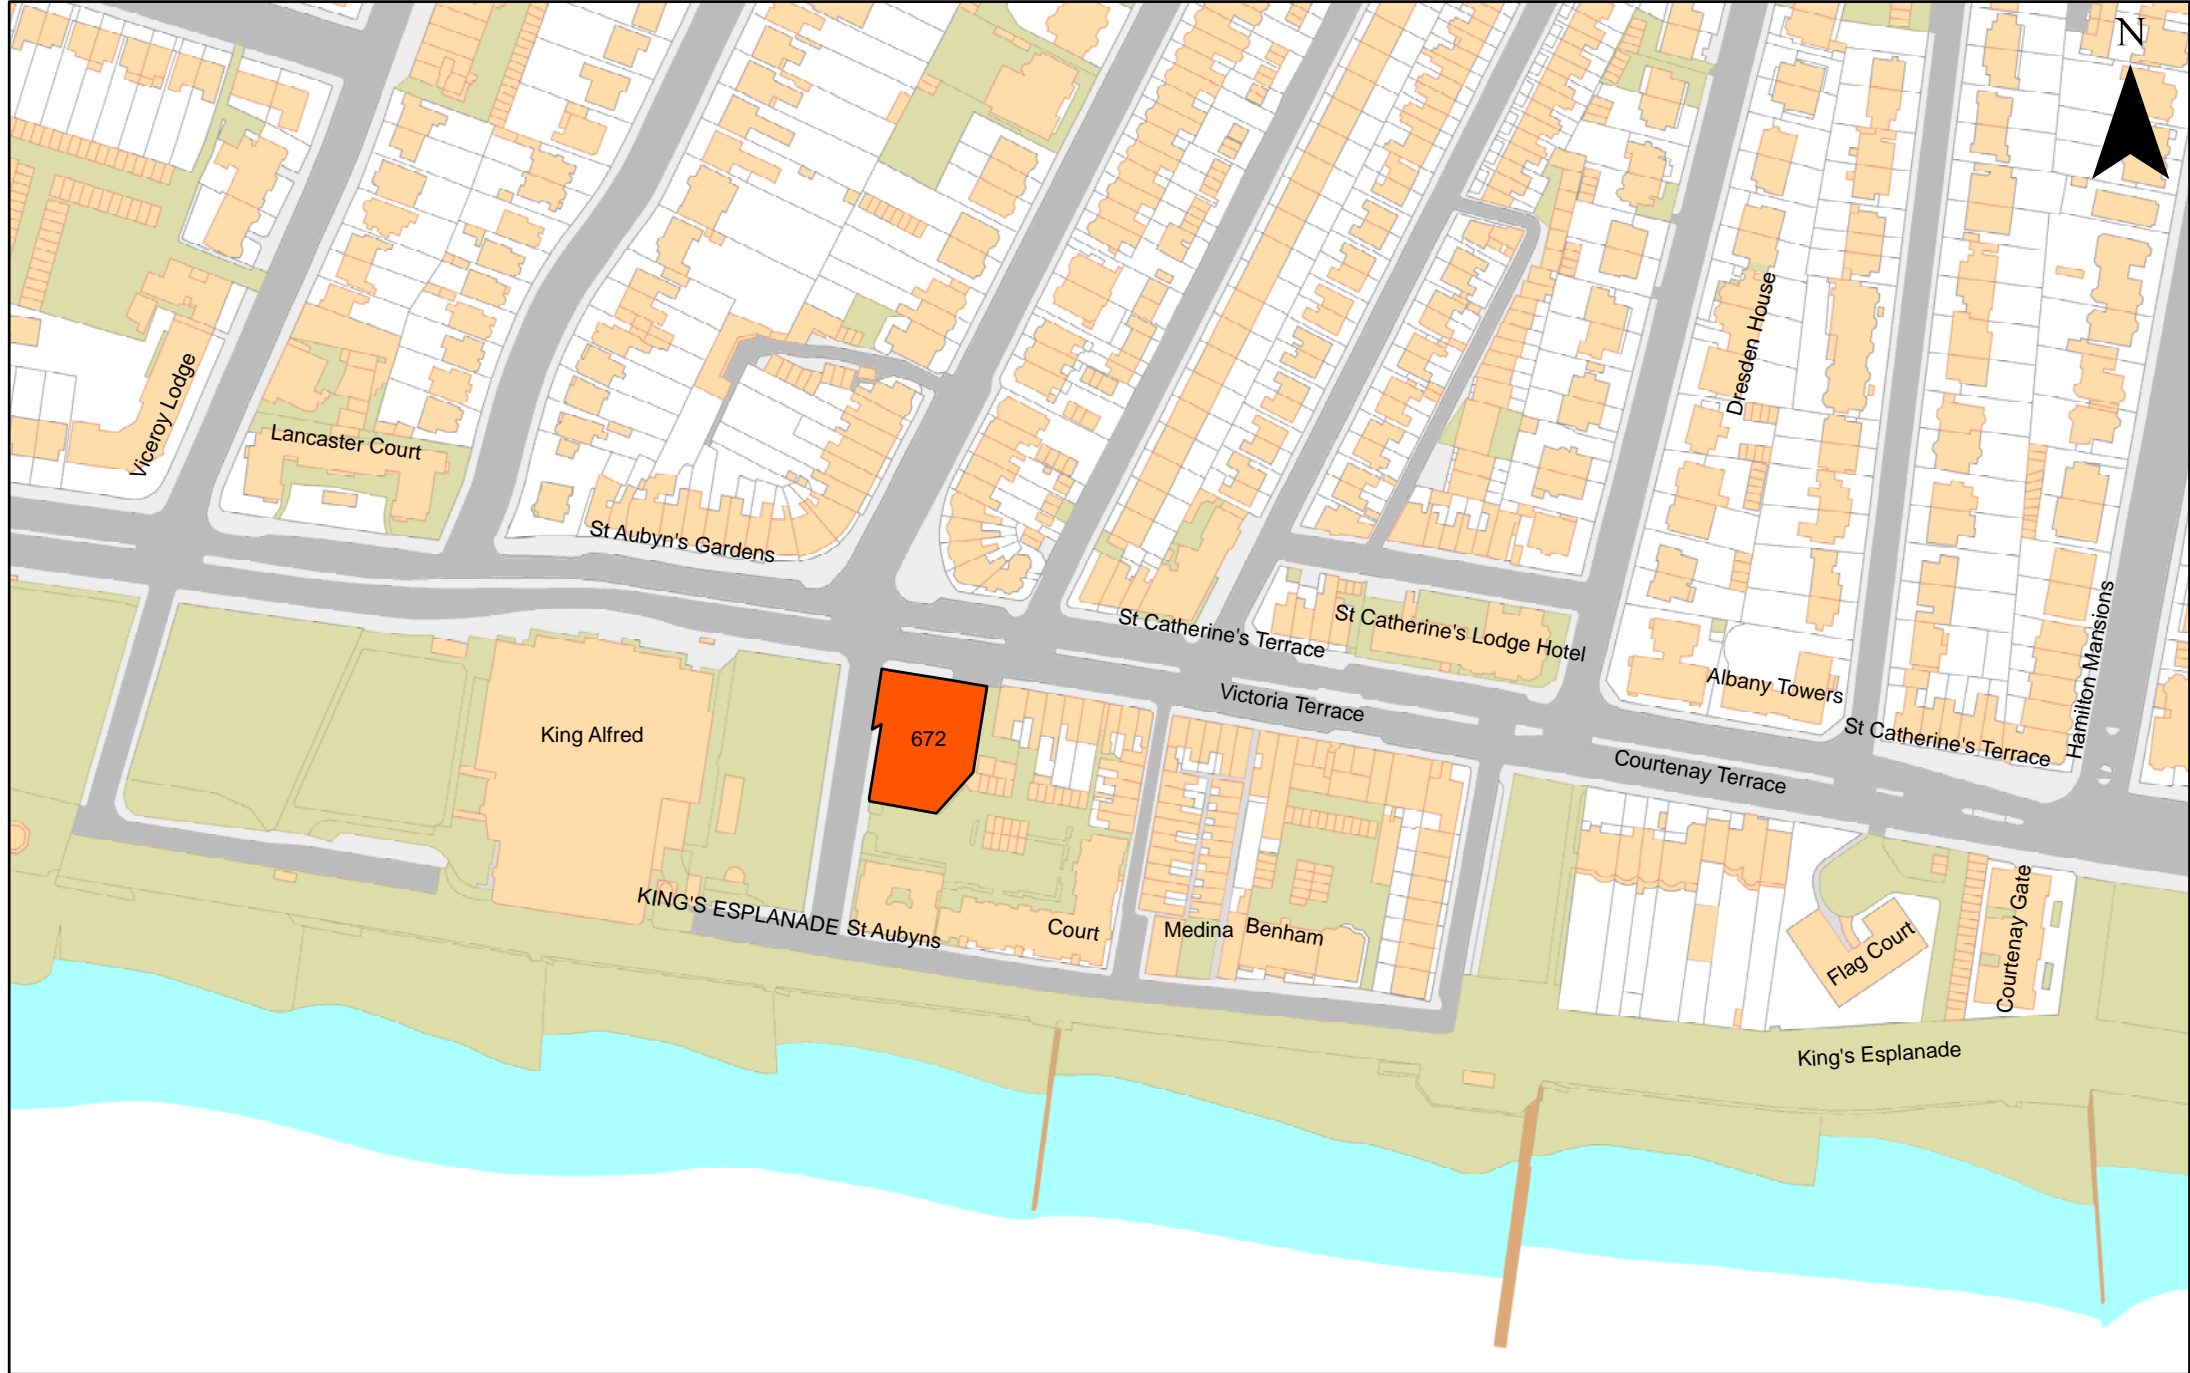 N
Dresden House
Viceroy Lodge
Lancaster Court
St Aubyn's Gardens
St Catherine's Terrace
St Catherine's Lodge Hotel
Hamilton Mansions
Albany Towers
Victoria Terrace
King Alfred
672
St Catherine's Terrace
Courtenay Terrace
KING'S ESPLANADE
St Aubyns
Court
Medina
Benham
Flag Court
Courtenay Gate
King's Esplanade